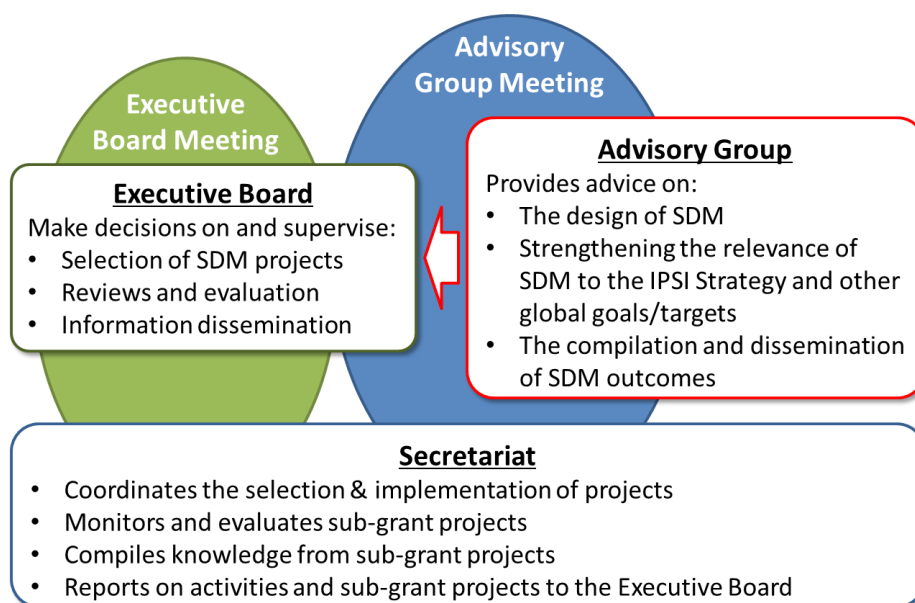 Executive
Board Meeting
Advisory
Group Meeting
Executive Board
Make decisions on and supervise:
• Selection of SDM projects
• Reviews and evaluation
• Information dissemination
Advisory Group
Provides advice on:
• The design of SDM
• Strengthening the relevance of
SDM to the IPSI Strategy and other
global goals/targets
• The compilation and dissemination
of SDM outcomes
Secretariat
• Coordinates the selection & implementation of projects
• Monitors and evaluates sub-grant projects
• Compiles knowledge from sub-grant projects
• Reports on activities and sub-grant projects to the Executive Board